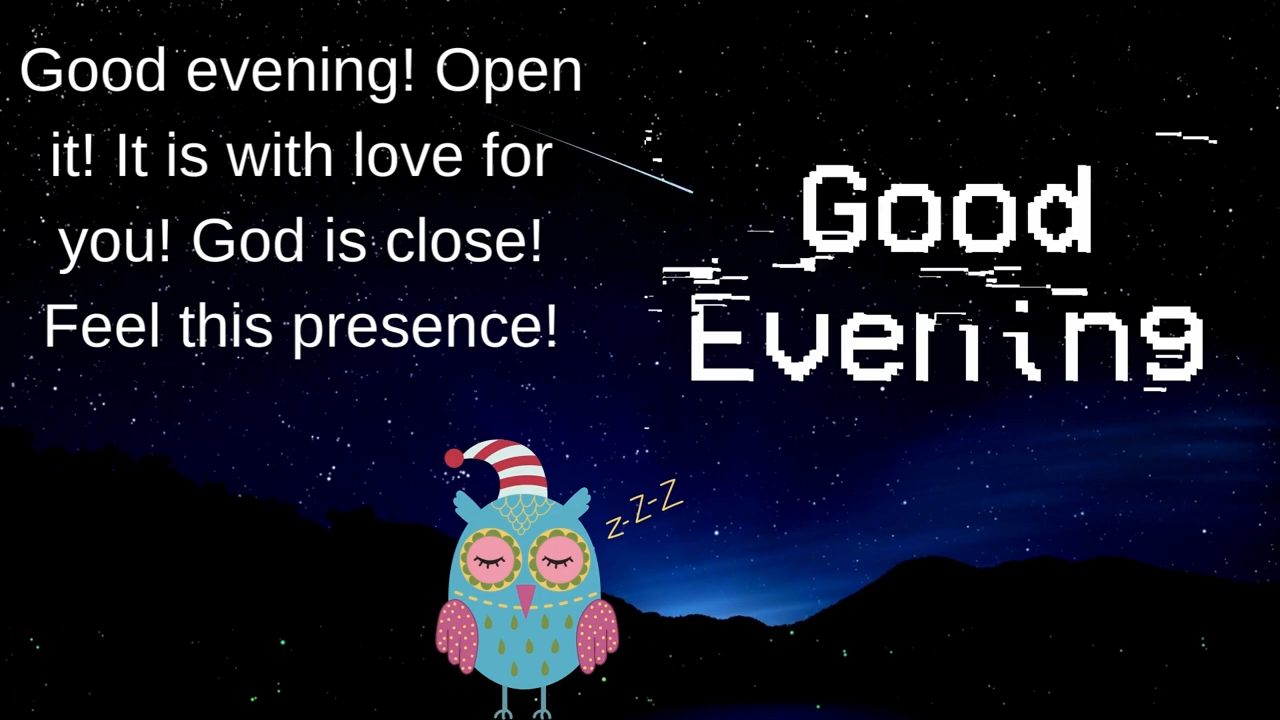 Good evening! Open
it! It is with love for
you! God is close!
Feel this presence!
Good
Evening
z-Z-Z